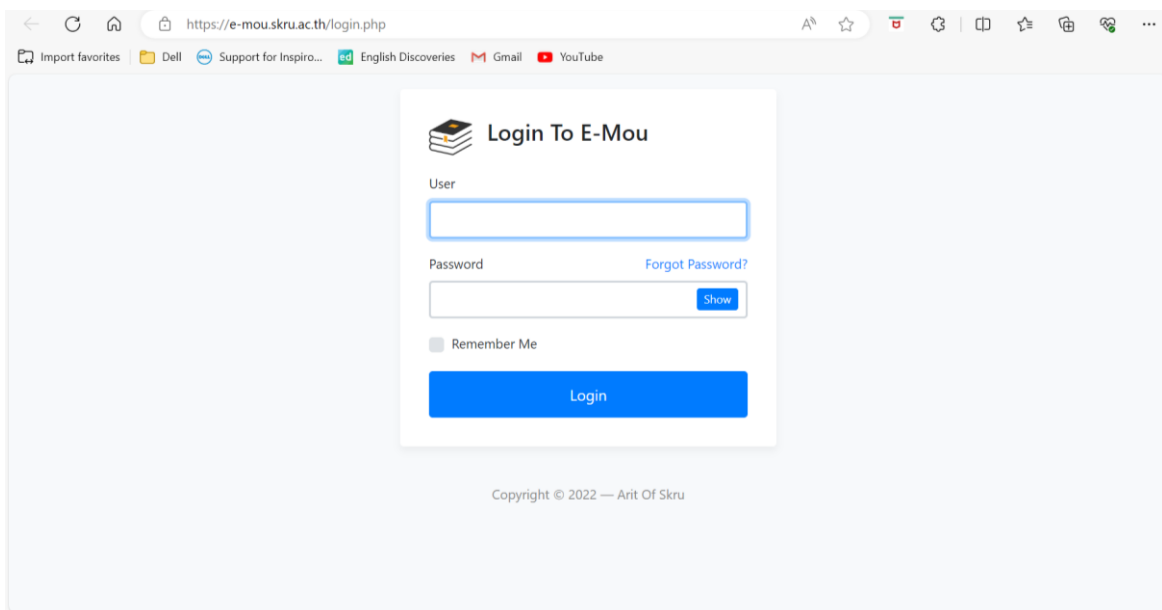 https://e-mou.skru.ac.th/login.php
Import favorites Dell Support for Inspiro... ed English Discoveries Gmail YouTube
Login To E-Mou
User
Password Forgot Password?
Show
Remember Me
Login
Copyright © 2022 — Arit Of Skru